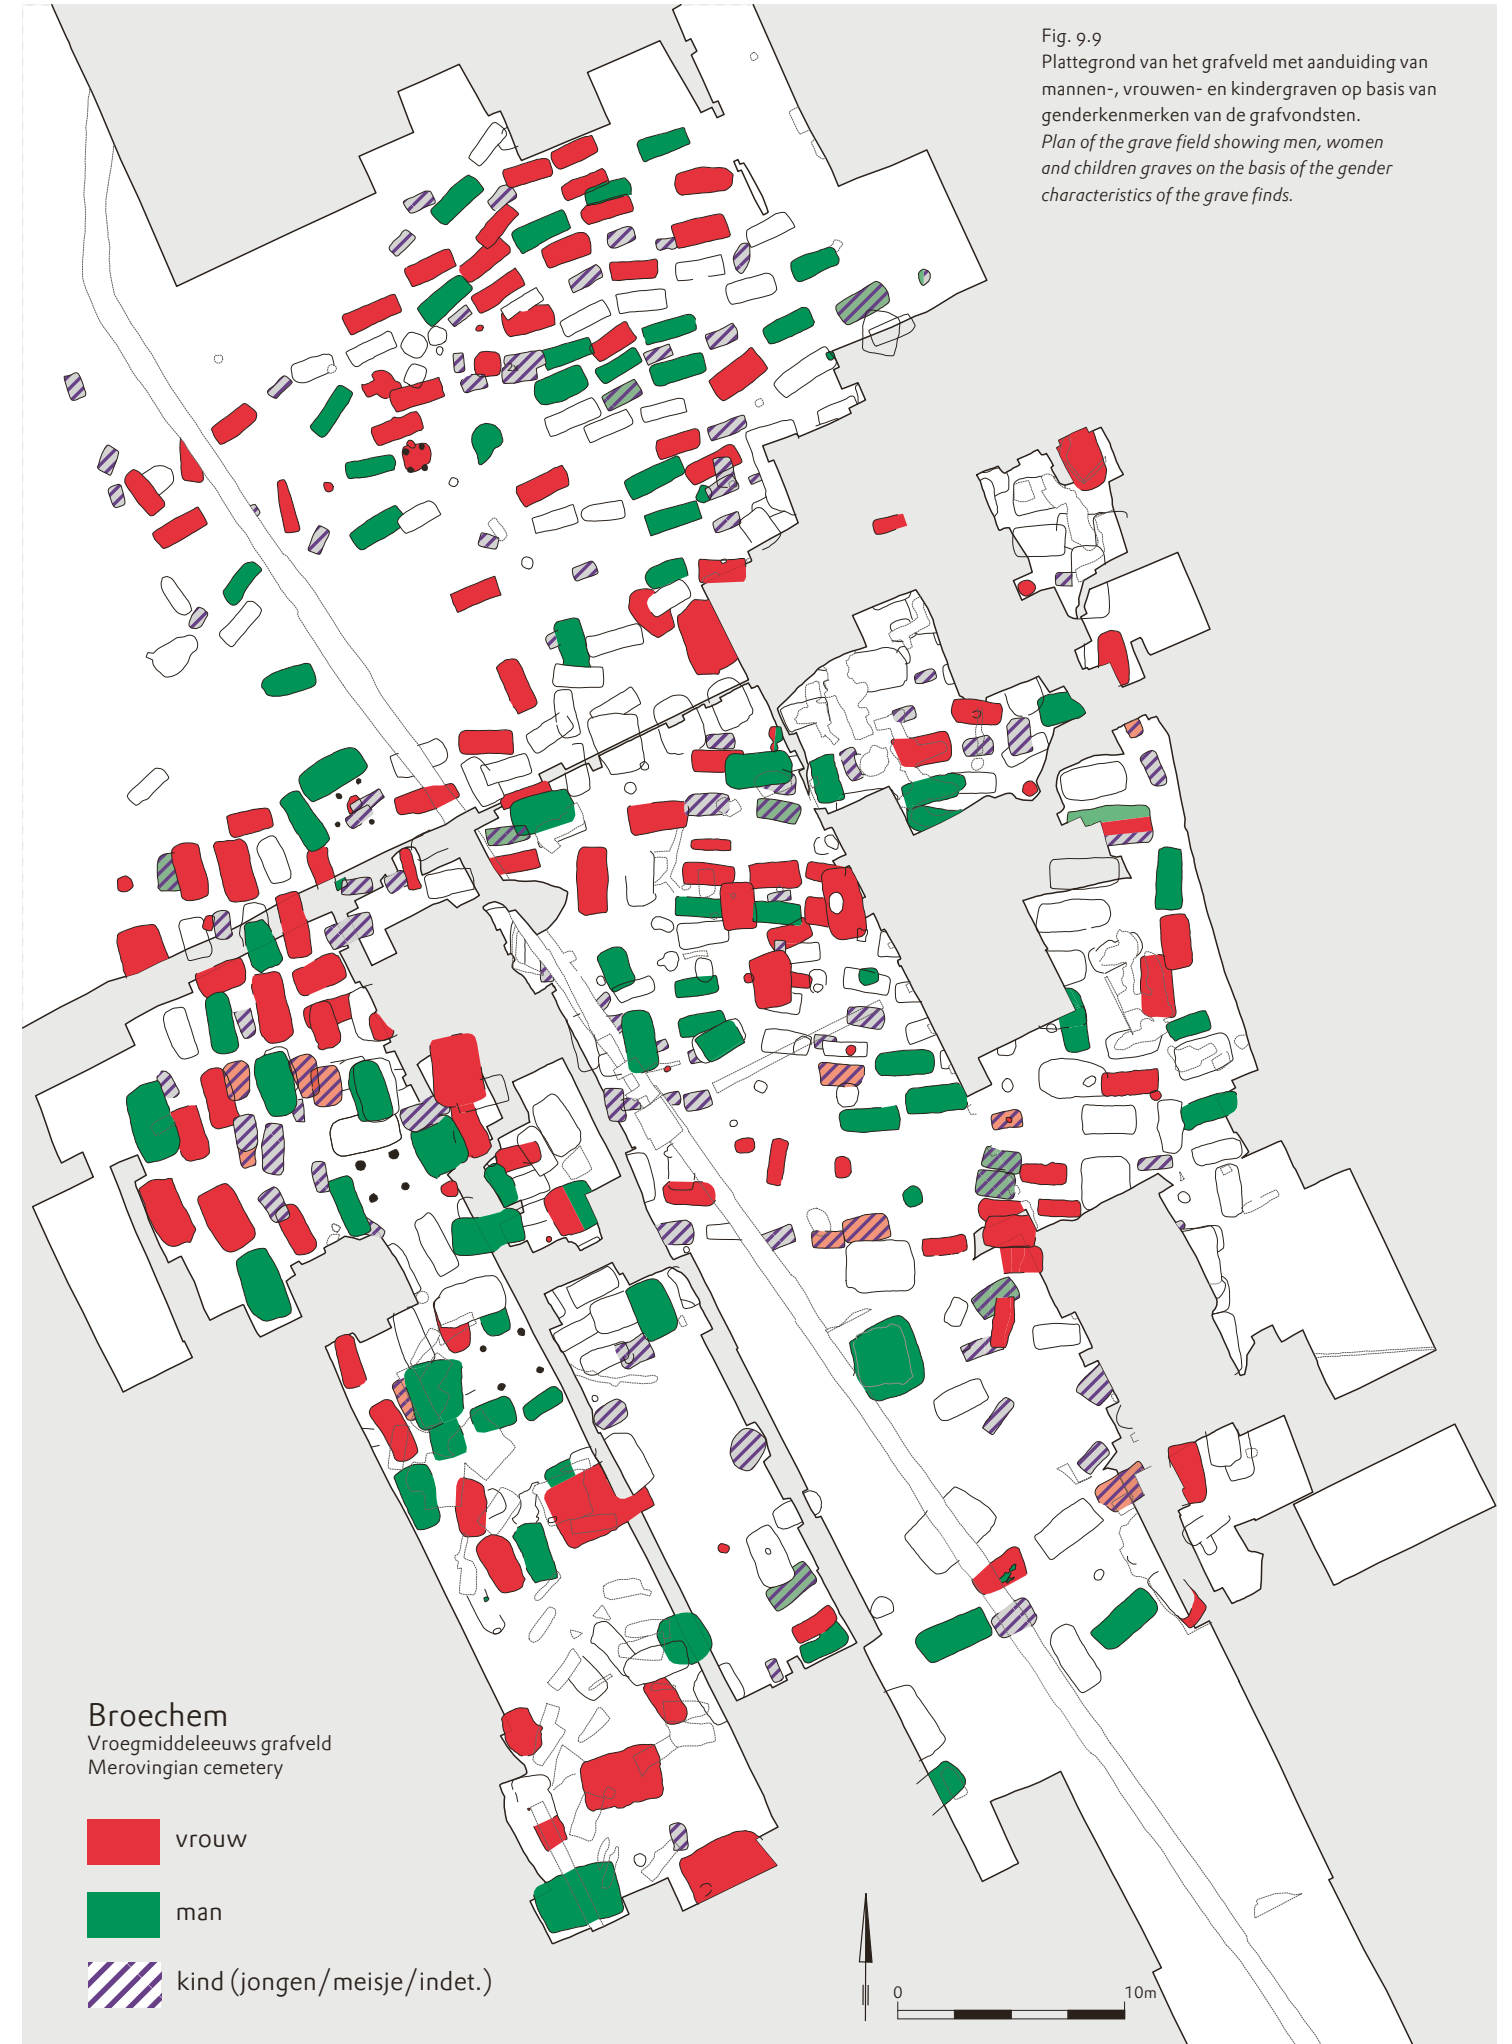 Fig. 9.9
Plattegrond van het grafveld met aanduiding van
mannen-, vrouwen- en kindergraven op basis van
genderkenmerken van de grafvondsten.
Plan of the grave field showing men, women
and children graves on the basis of the gender
characteristics of the grave finds.
2x
Broechem
Vroegmiddeleeuws grafveld
Merovingian cemetery
vrouw
man
kind (jongen/meisje/indet.)
0
10m